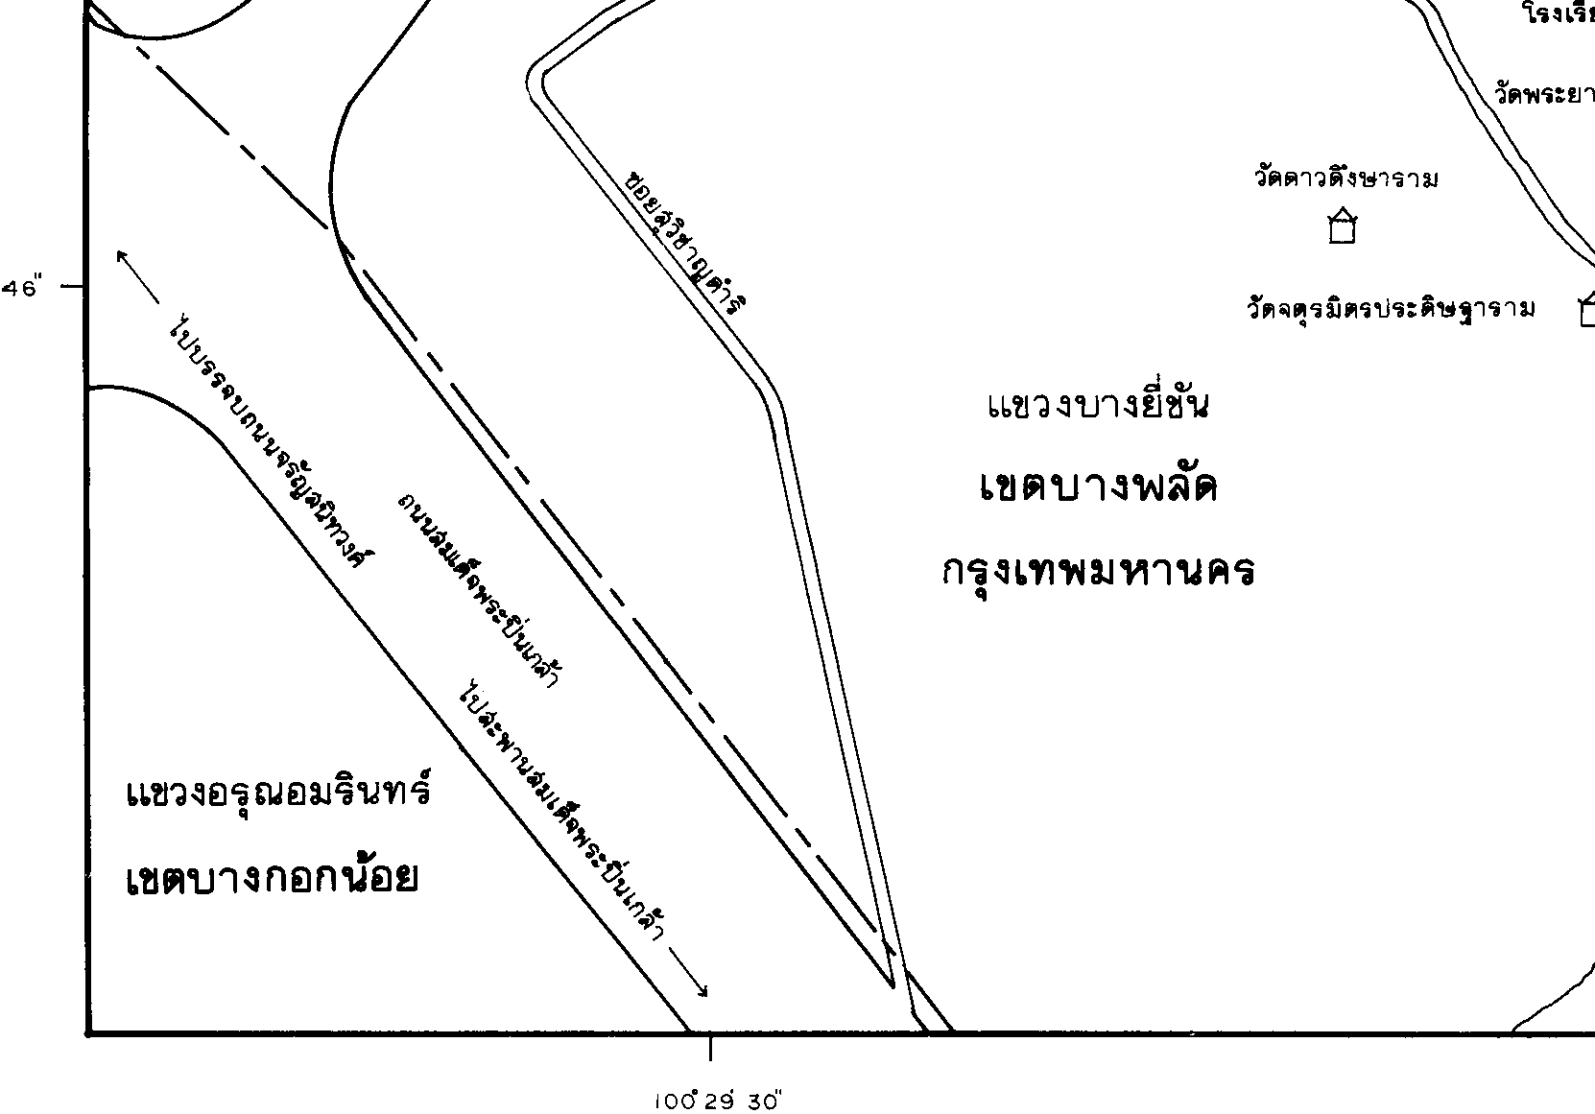 โรงเรีย
วัดพระยา
วัดดาวดึงษาราม
ซอยสุวิชาญดำริ
46"
วัดจตุรมิตรประดิษฐาราม
ไปบรรจบถนนจรัญสนิทวงศ์
แขวงบางยี่ขัน
เขตบางพลัด
กรุงเทพมหานคร
ถนนสมเด็จพระปิ่นเกล้า
ไปสะพานสมเด็จพระปิ่นเกล้า
แขวงอรุณอมรินทร์
เขตบางกอกน้อย
100° 29' 30"